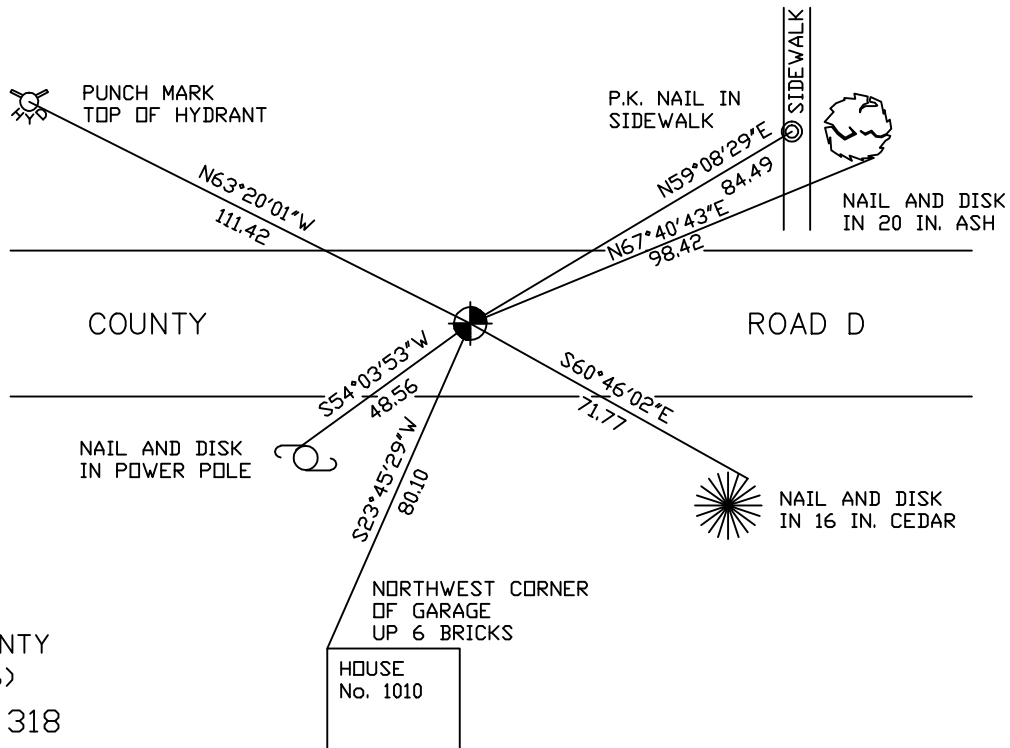 SIDEWALK
PUNCH MARK
TOP OF HYDRANT
HYD
P.K. NAIL IN
SIDEWALK
N59°08'29"E
84.49
N63°20'01"W
111.42
NAIL AND DISK
IN 20 IN. ASH
N67°40'43"E
98.42
COUNTY ROAD D
S54°03'53"W
48.56
S60°46'02"E
71.77
NAIL AND DISK
IN POWER POLE
S23°45'29"W
80.10
NAIL AND DISK
IN 16 IN. CEDAR
NORTHWEST CORNER
OF GARAGE
UP 6 BRICKS
NTY
HOUSE
No. 1010
)
318